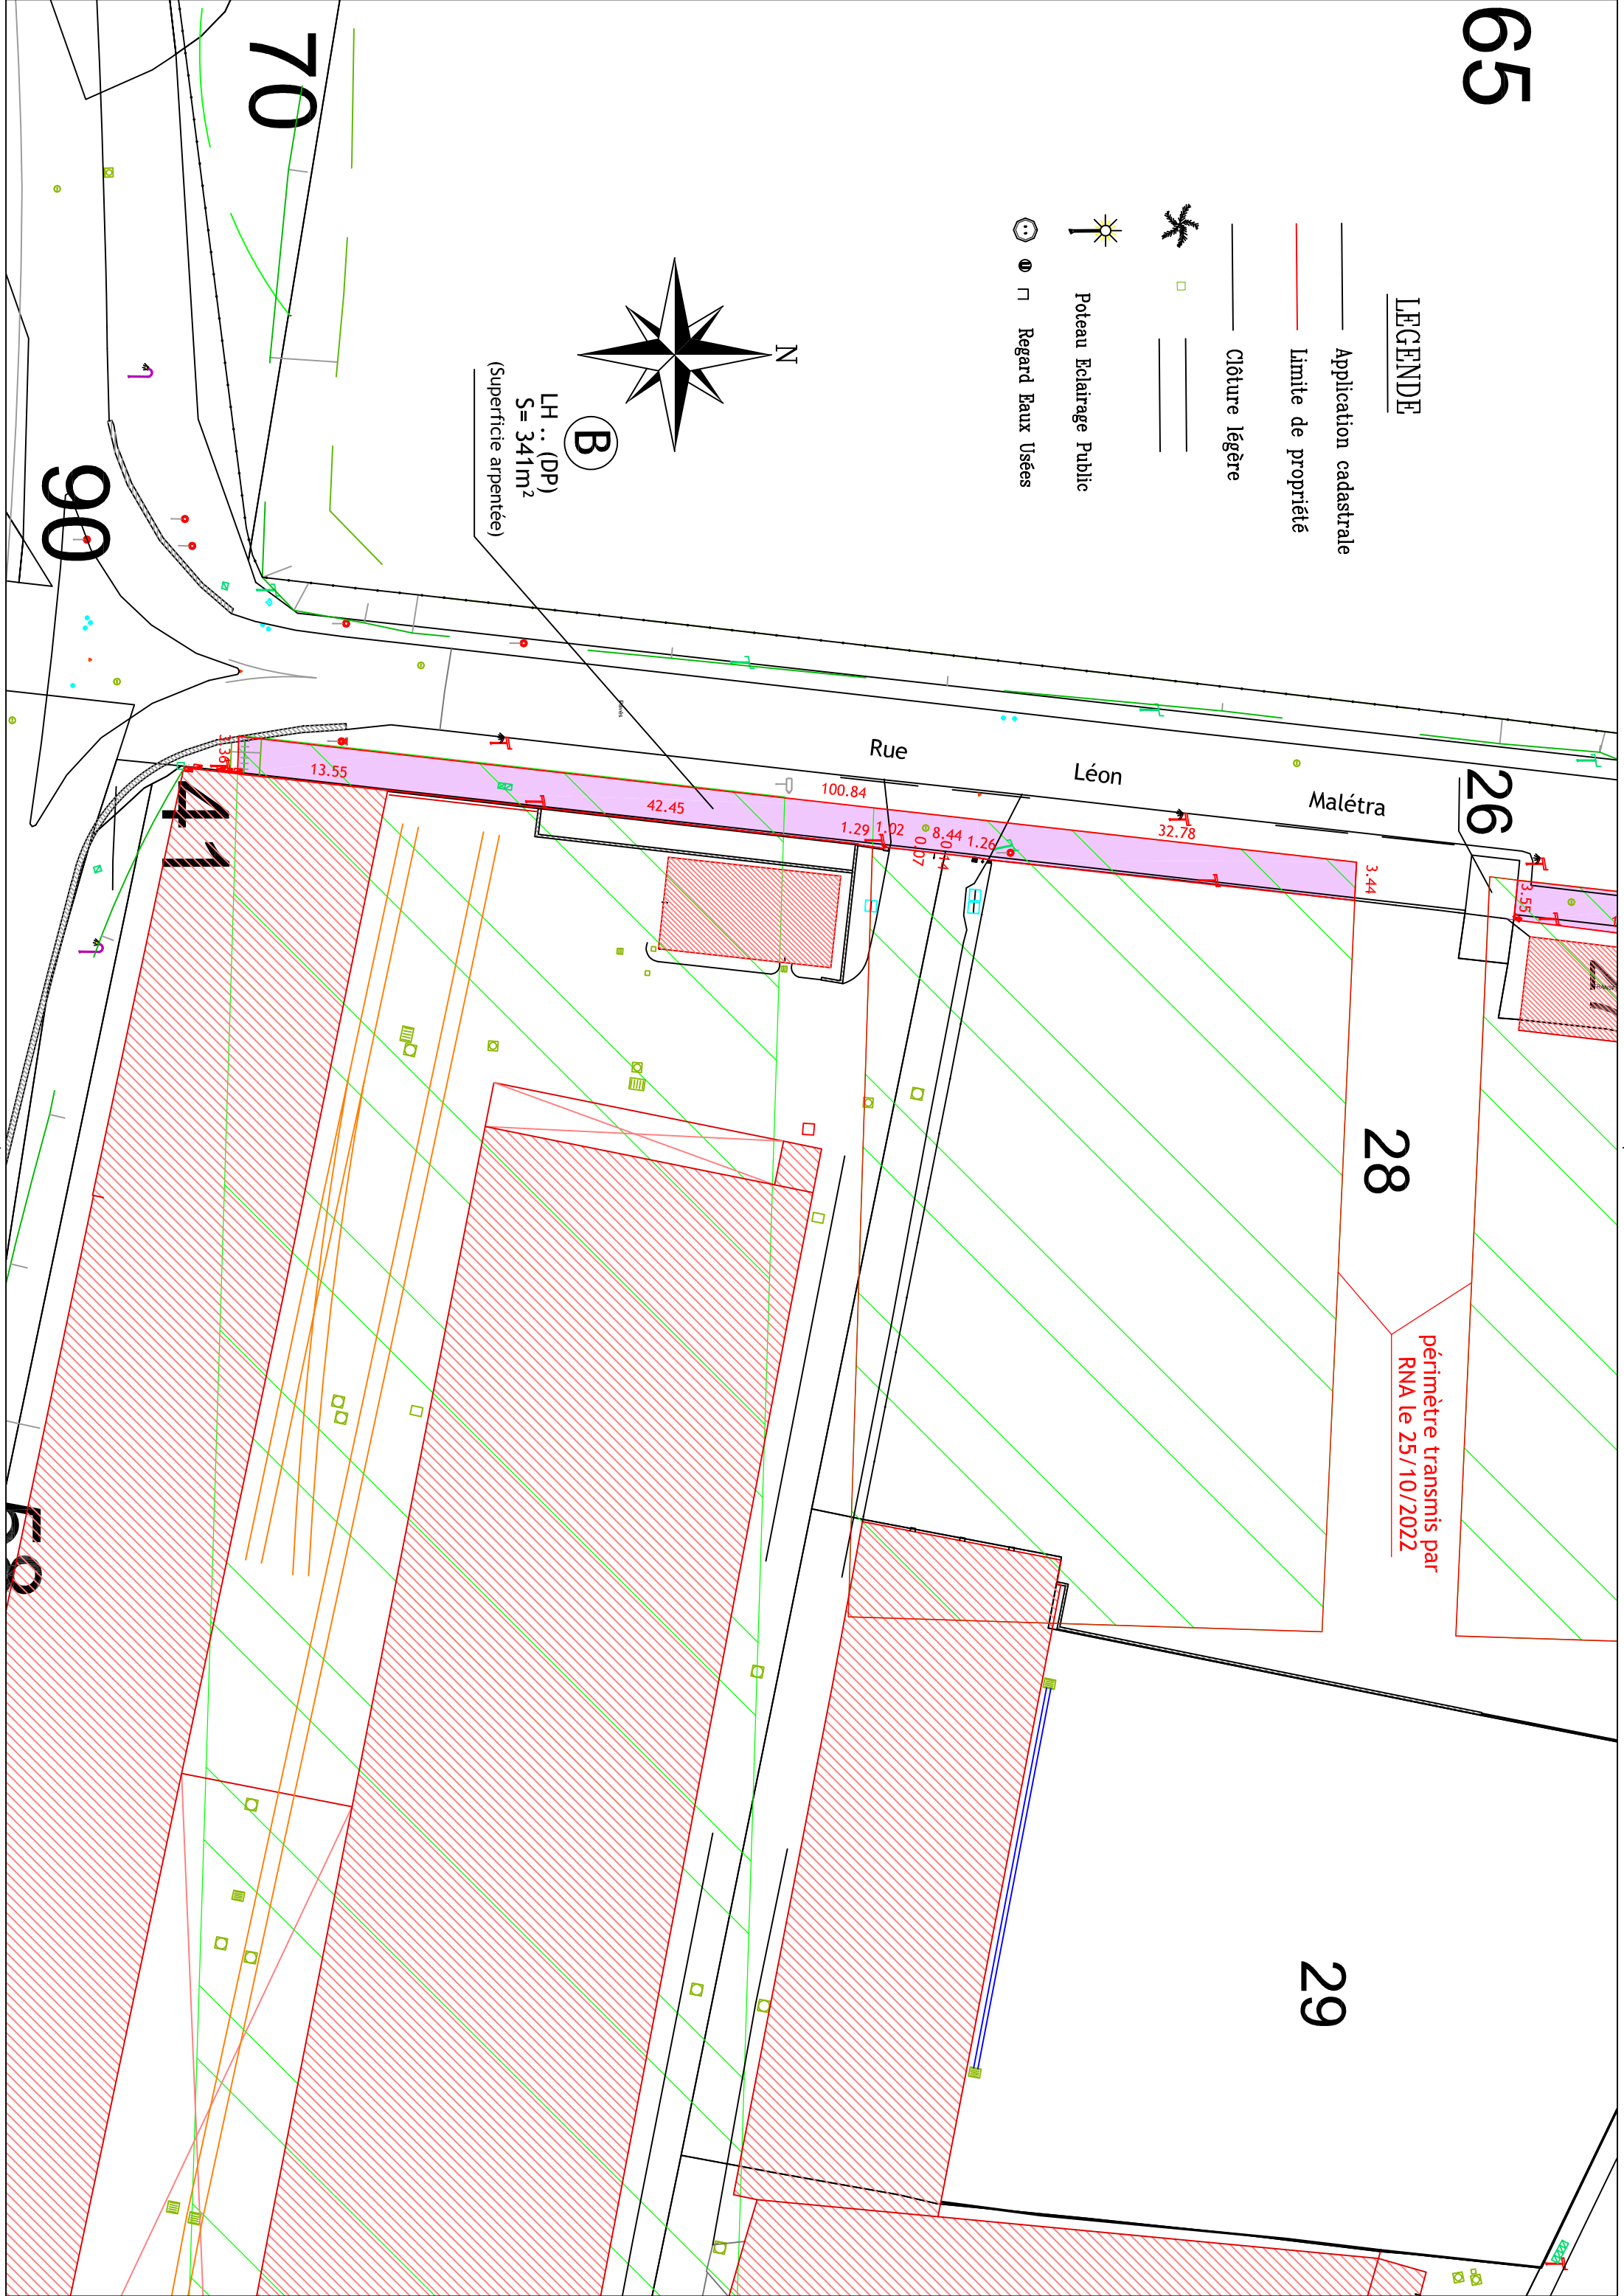 65
70
LEGENDE
Application cadastrale
Limite de propriété
Clôture légère
Poteau Eclairage Public
Regard Eaux Usées
N
B
LH .. (DP)
S= 341m²
(Superficie arpentée)
90
26
Rue Léon Malétra
100.84
13.55
42.45
1.29
1.02
8.44
1.26
0.07
32.78
3.44
3.55
41
28
périmètre transmis par
RNA le 25/10/2022
29